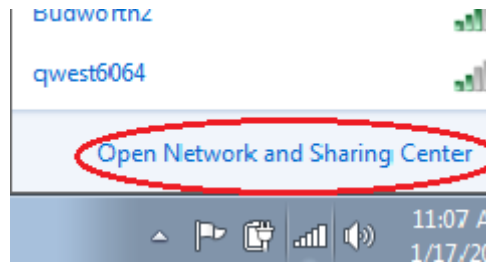 Budworth2
qwest6064
Open Network and Sharing Center
11:07 A
1/17/20